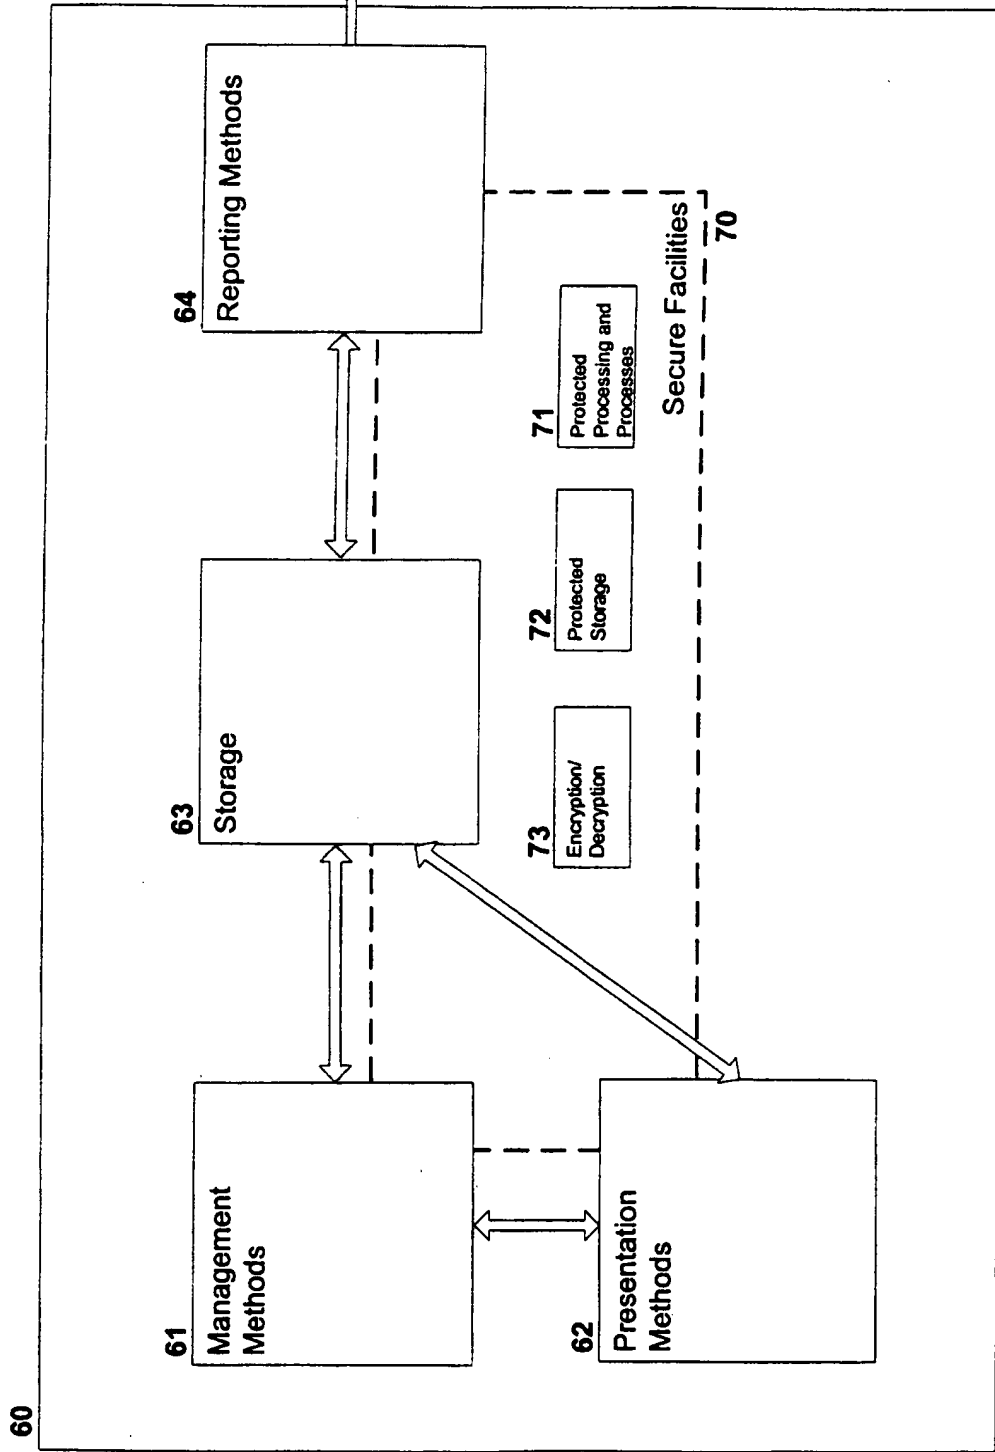 60
61
Management
Methods
63
Storage
64
Reporting Methods
62
Presentation
Methods
73
Encryption/
Decryption
72
Protected
Storage
71
Protected
Processing and
Processes
Secure Facilities
70